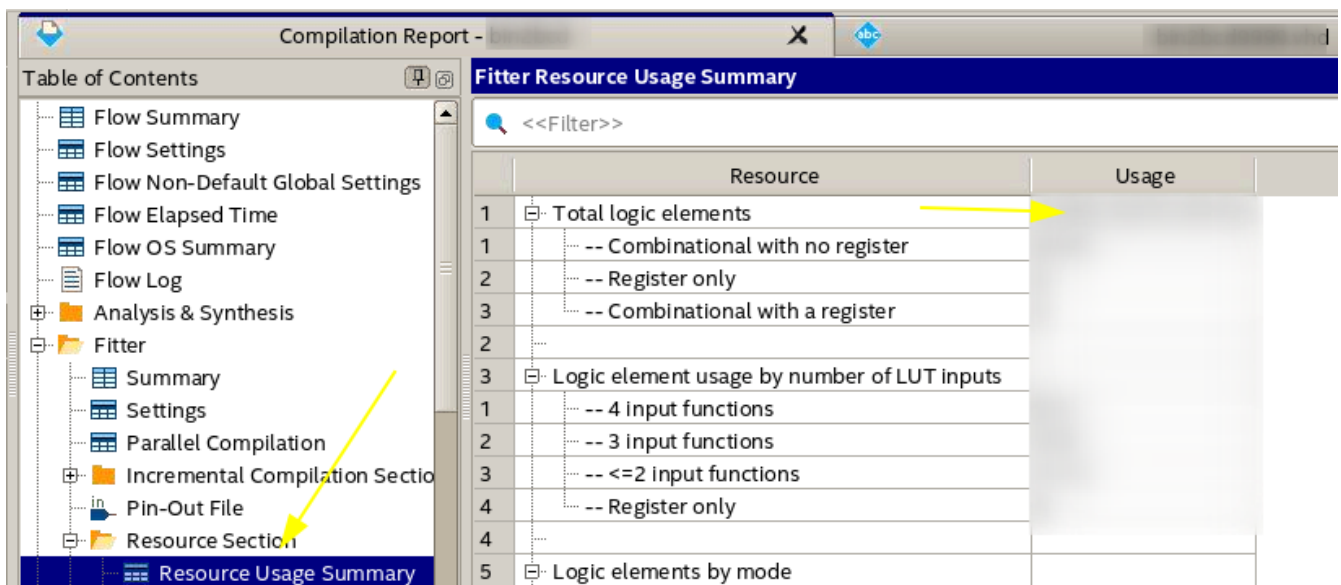 Compilation Report -
abc
Table of Contents
Flow Summary
Flow Settings
Flow Non-Default Global Settings
Flow Elapsed Time
Flow OS Summary
Flow Log
Analysis & Synthesis
Fitter
Summary
Settings
Parallel Compilation
Incremental Compilation Sectio
in
Pin-Out File
Resource Section
Resource Usage Summary
Fitter Resource Usage Summary
<<Filter>>
Resource Usage
1 Total logic elements
1 -- Combinational with no register
2 -- Register only
3 -- Combinational with a register
2
3 Logic element usage by number of LUT inputs
1 -- 4 input functions
2 -- 3 input functions
3 -- <=2 input functions
4 -- Register only
4
5 Logic elements by mode